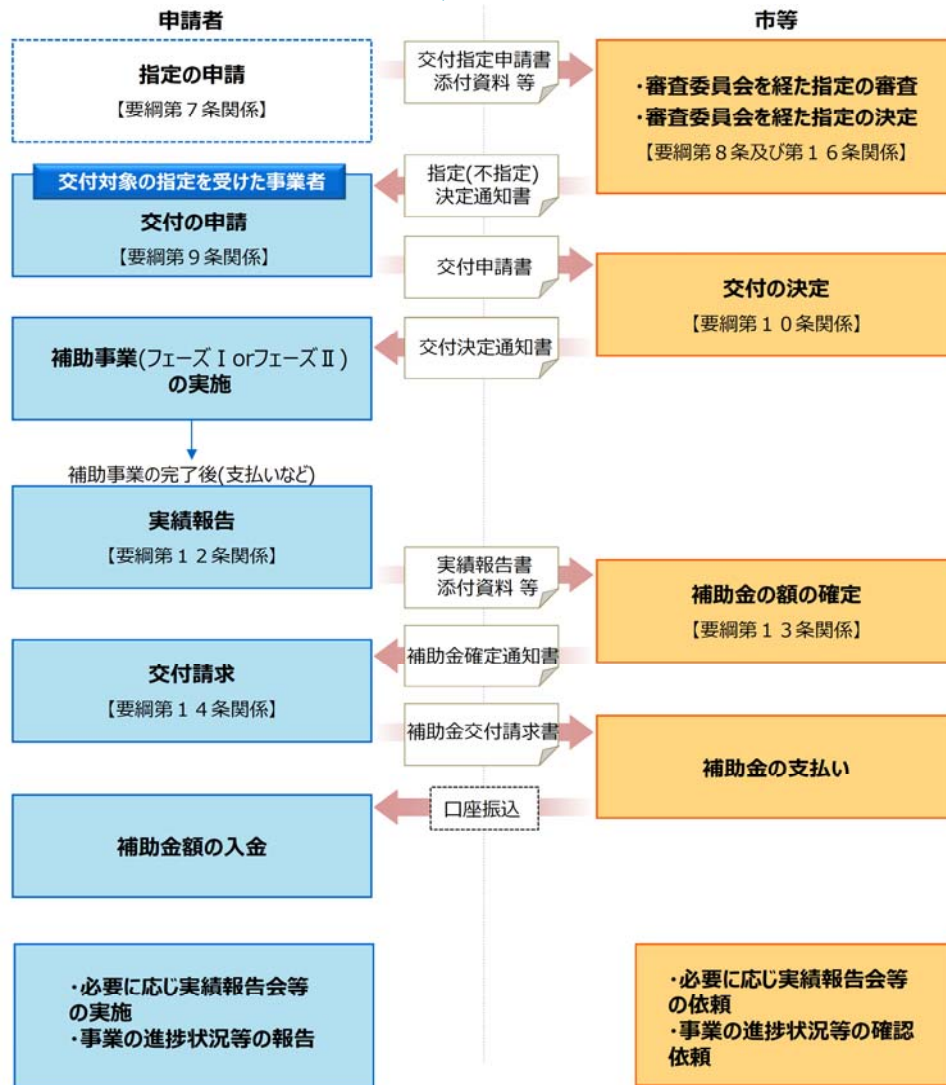 申請者
市等
指定の申請
【要綱第７条関係】
交付指定申請書
添付資料 等
・審査委員会を経た指定の審査
・審査委員会を経た指定の決定
【要綱第８条及び第１６条関係】
指定(不指定)
決定通知書
交付対象の指定を受けた事業者
交付の申請
【要綱第９条関係】
交付申請書
交付の決定
【要綱第１０条関係】
交付決定通知書
補助事業(フェーズⅠorフェーズⅡ)
の実施
補助事業の完了後(支払いなど)
実績報告
【要綱第１２条関係】
実績報告書
添付資料 等
補助金の額の確定
【要綱第１３条関係】
補助金確定通知書
交付請求
【要綱第１４条関係】
補助金交付請求書
補助金の支払い
口座振込
補助金額の入金
・必要に応じ実績報告会等
の実施
・事業の進捗状況等の報告
・必要に応じ実績報告会等
の依頼
・事業の進捗状況等の確認
依頼